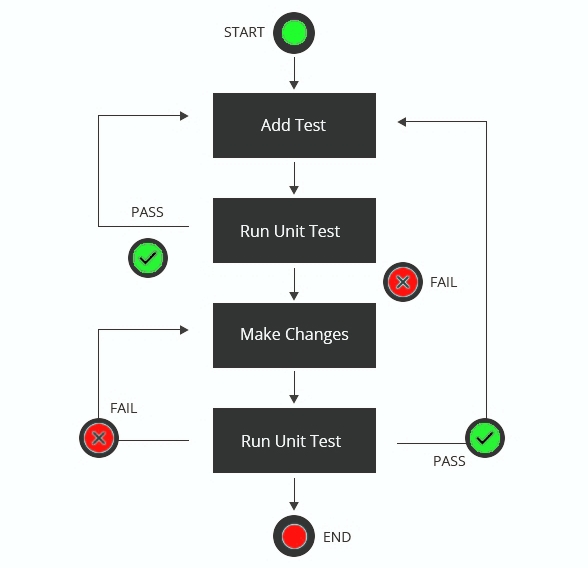 START
Add Test
PASS
Run Unit Test
FAIL
Make Changes
FAIL
Run Unit Test
PASS
END